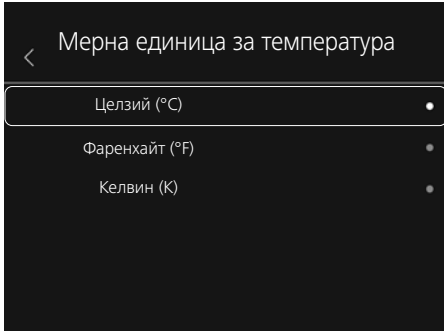 Мерна единица за температура
Целзий (°C)
Фаренхайт (°F)
Келвин (K)